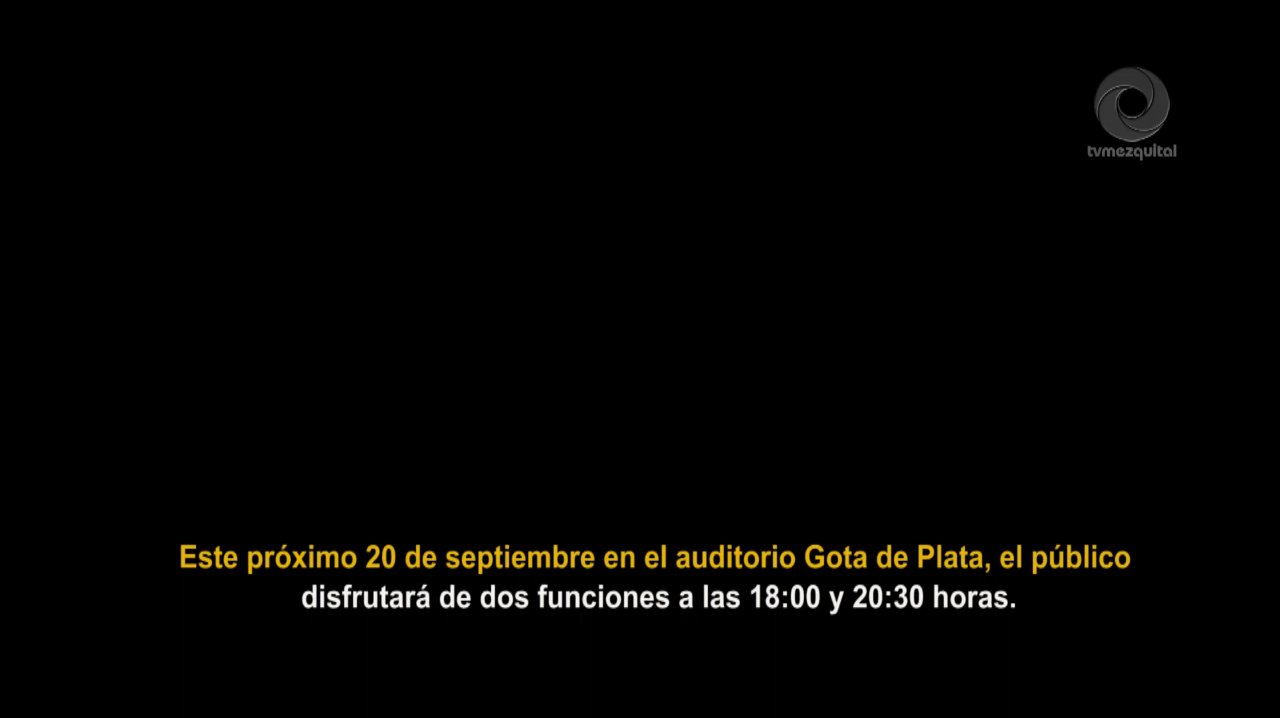 tvmezquital
Este próximo 20 de septiembre en el auditorio Gota de Plata, el público
disfrutará de dos funciones a las 18:00 y 20:30 horas.